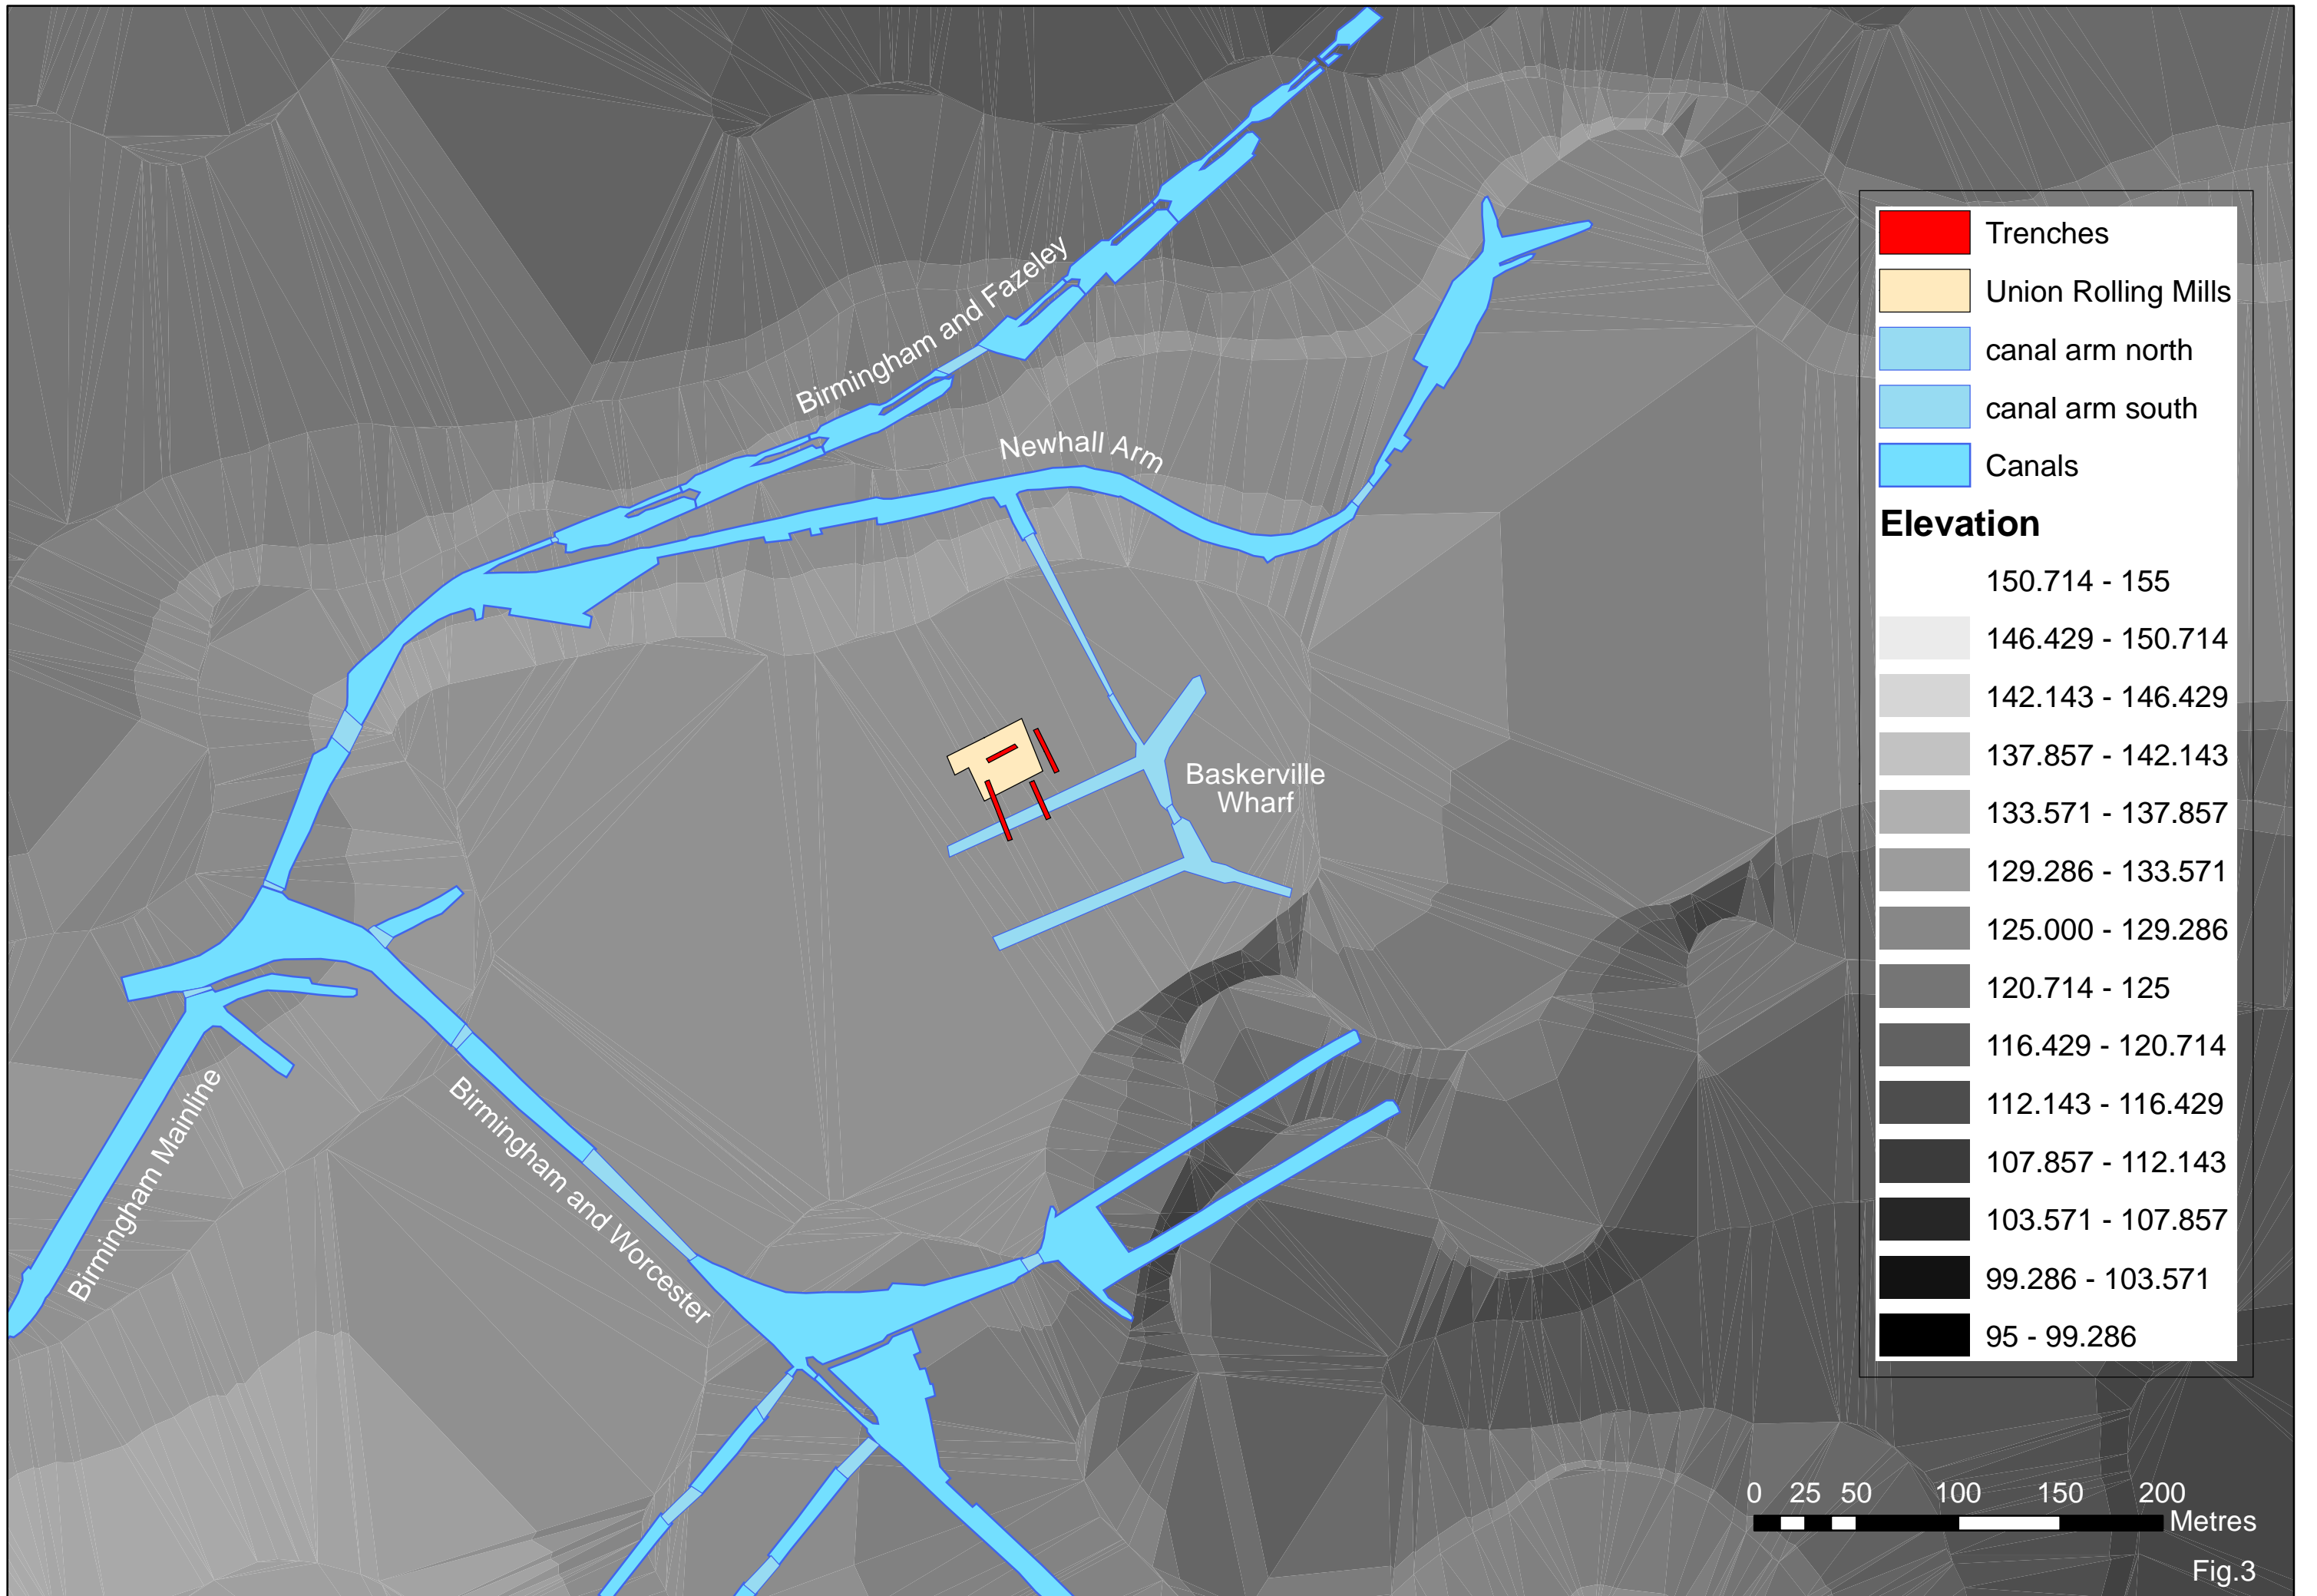 Birmingham and Fazeley
Newhall Arm
Baskerville
Wharf
Birmingham Mainline
Birmingham and Worcester
Trenches
Union Rolling Mills
canal arm north
canal arm south
Canals
Elevation
150.714 - 155
146.429 - 150.714
142.143 - 146.429
137.857 - 142.143
133.571 - 137.857
129.286 - 133.571
125.000 - 129.286
120.714 - 125
116.429 - 120.714
112.143 - 116.429
107.857 - 112.143
103.571 - 107.857
99.286 - 103.571
95 - 99.286
0 25 50 100 150 200
Metres
Fig.3